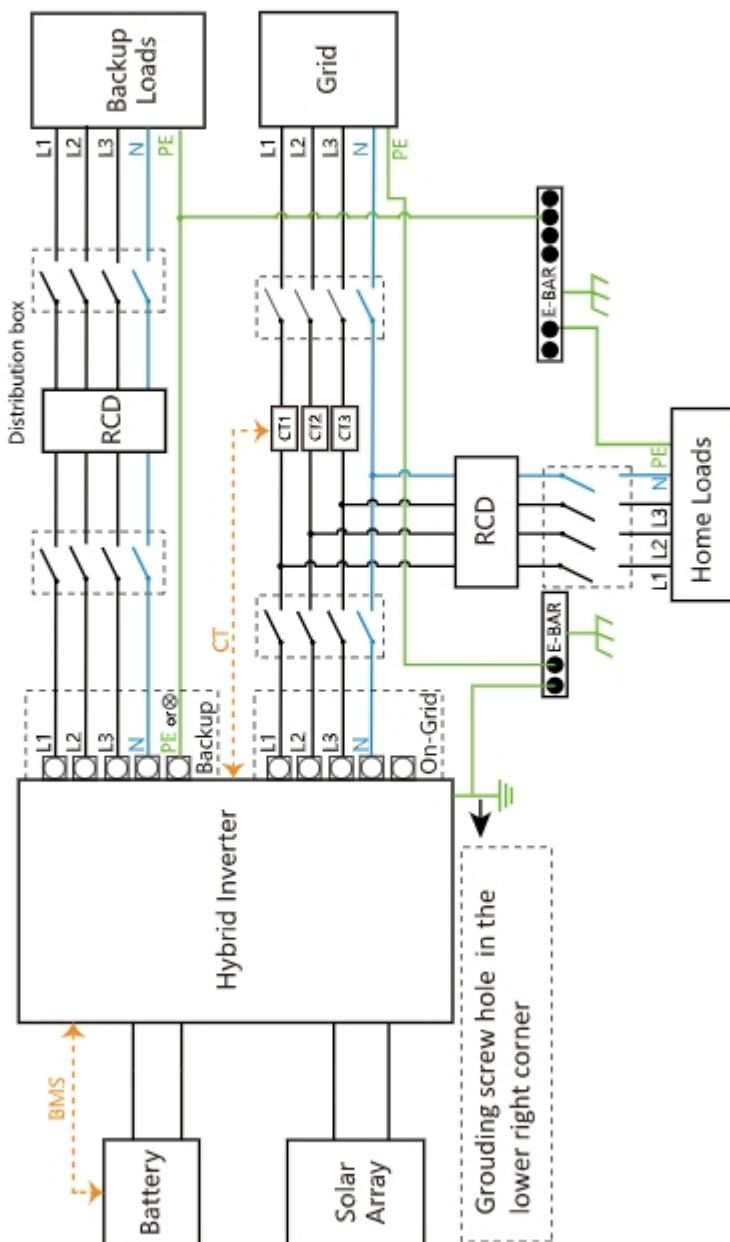 Backup
Loads
Grid
L1
L2
L3
N
PE
L1
L2
L3
N
PE
Distribution box
RCD
CT1
CT2
CT3
E-BAR
CT
RCD
L1
L2
L3
N
PE
Home Loads
E-BAR
L1
L2
L3
N
PE or
Backup
L1
L2
L3
N
On-Grid
Hybrid Inverter
Grouding screw hole in the
lower right corner
BMS
Battery
Solar
Array